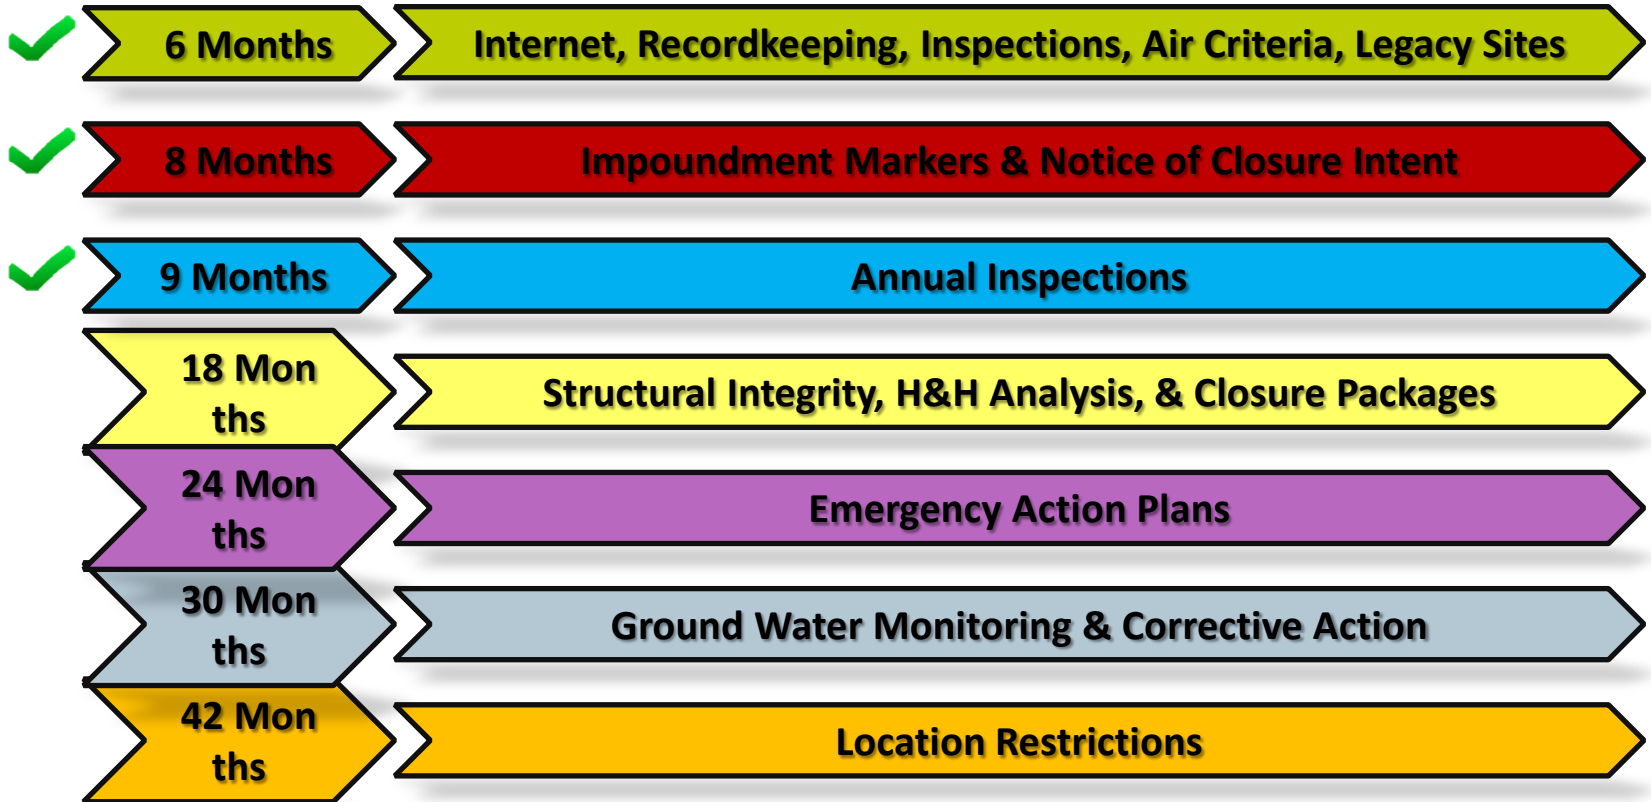 6 Months
Internet, Recordkeeping, Inspections, Air Criteria, Legacy Sites
8 Months
Impoundment Markers & Notice of Closure Intent
9 Months
Annual Inspections
18 Mon
ths
Structural Integrity, H&H Analysis, & Closure Packages
24 Mon
ths
Emergency Action Plans
30 Mon
ths
Ground Water Monitoring & Corrective Action
42 Mon
ths
Location Restrictions